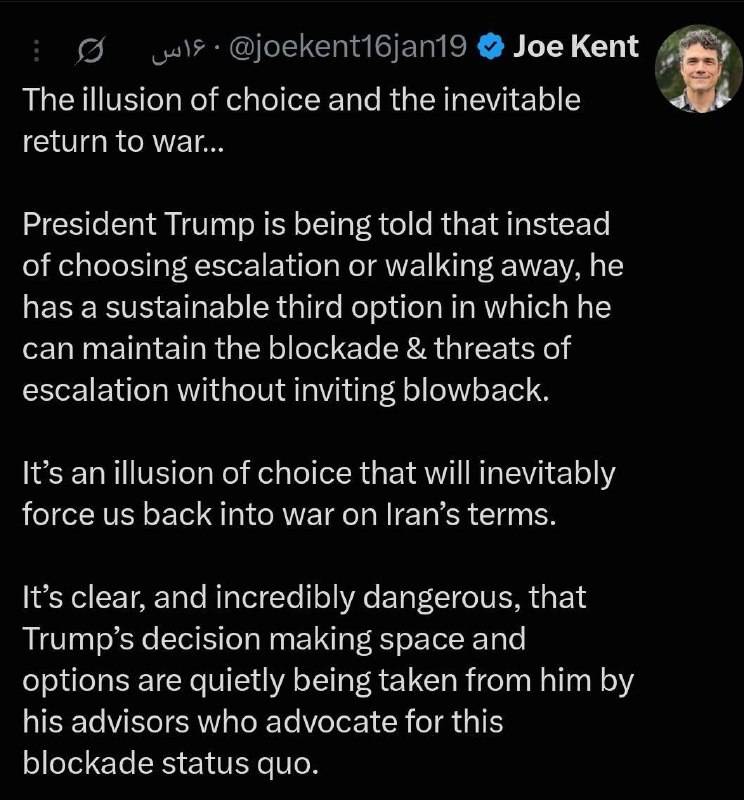 Joe Kent @joekent16jan19 · ۱۶س
The illusion of choice and the inevitable
return to war...
President Trump is being told that instead
of choosing escalation or walking away, he
has a sustainable third option in which he
can maintain the blockade & threats of
escalation without inviting blowback.
It’s an illusion of choice that will inevitably
force us back into war on Iran’s terms.
It’s clear, and incredibly dangerous, that
Trump’s decision making space and
options are quietly being taken from him by
his advisors who advocate for this
blockade status quo.